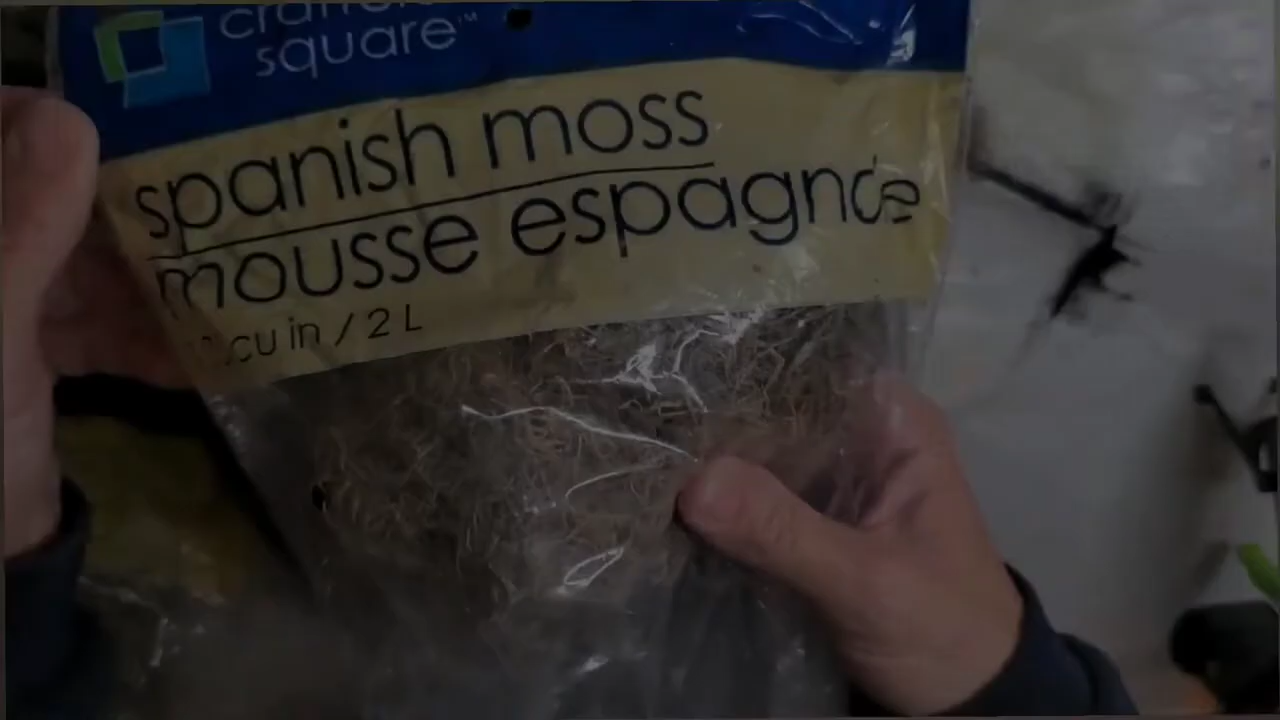 square™
spanish moss
mousse espagnole
cu in / 2 L